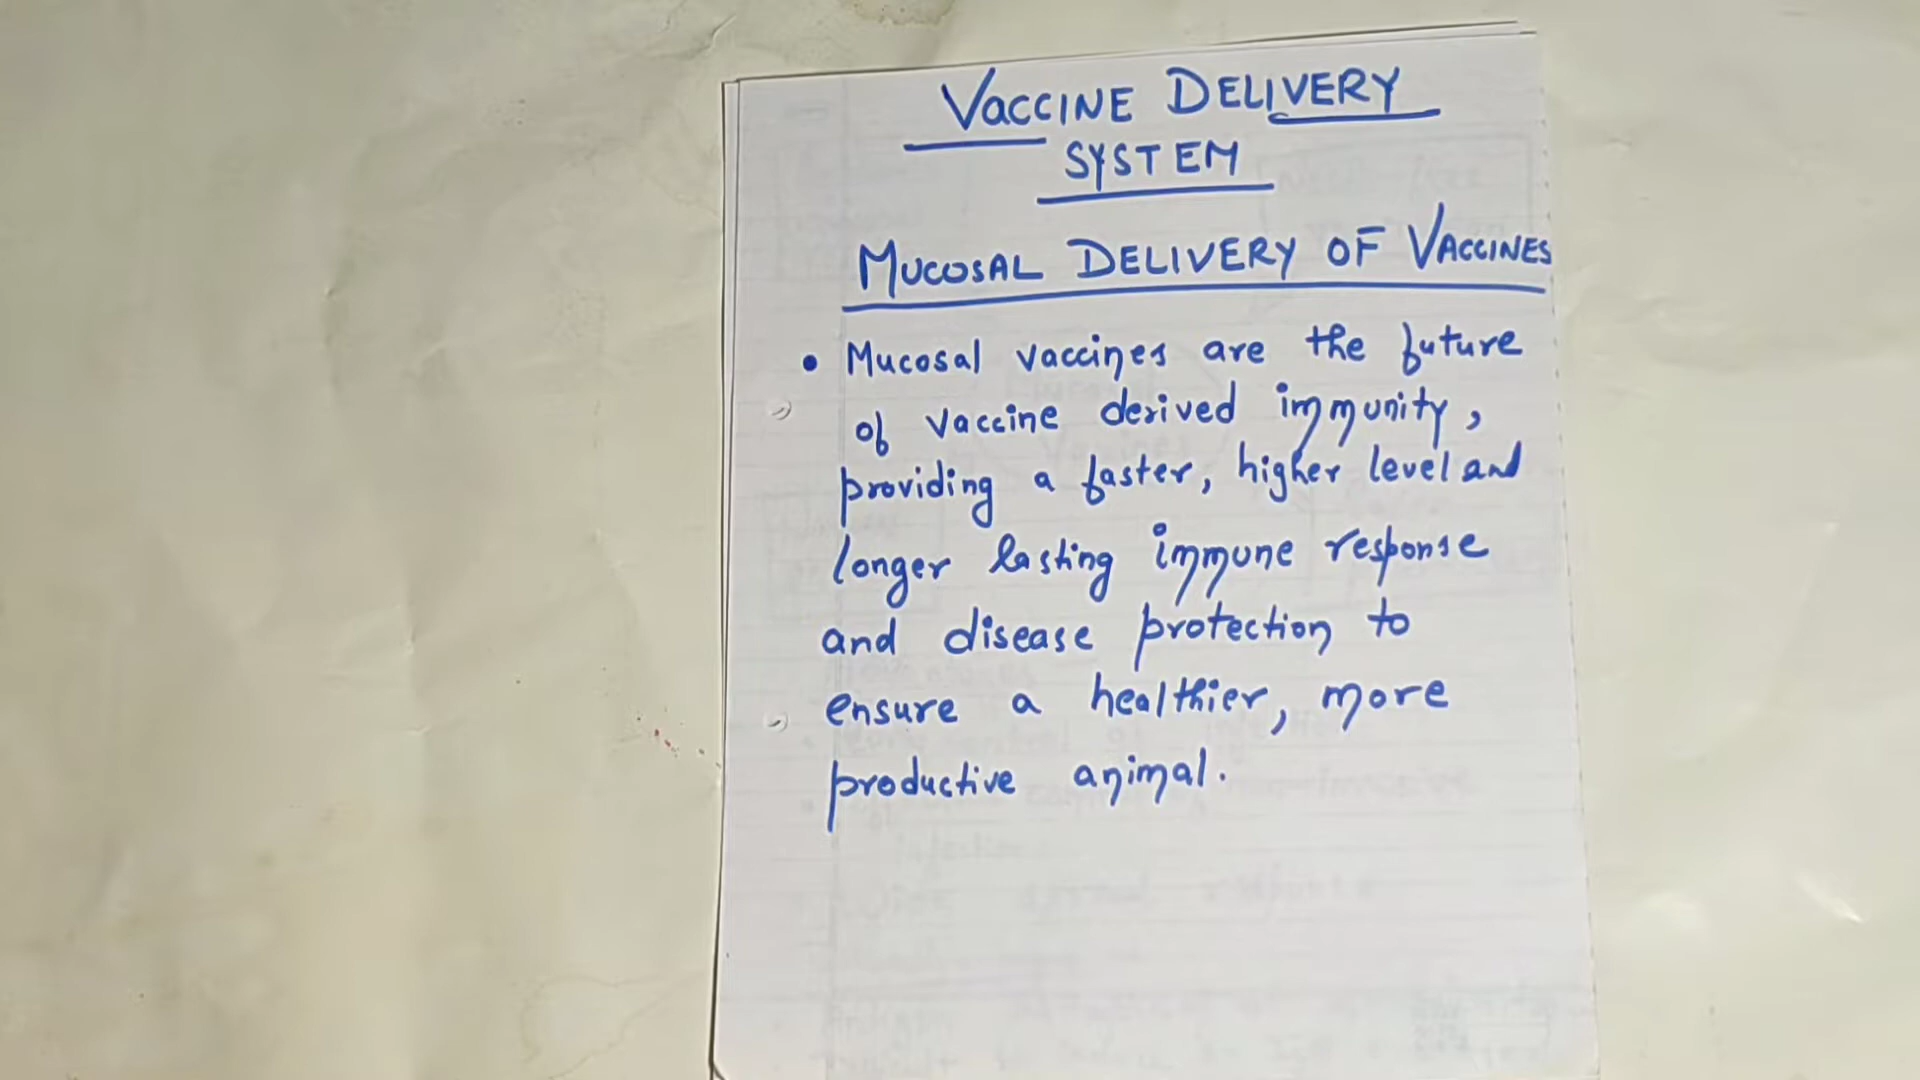 VACCINE DELIVERY
SYSTEM
MUCOSAL DELIVERY OF VACCINES
• Mucosal vaccines are the future
of vaccine derived immunity,
providing a faster, higher level and
longer lasting immune response
and disease protection to
ensure a healthier, more
productive animal.